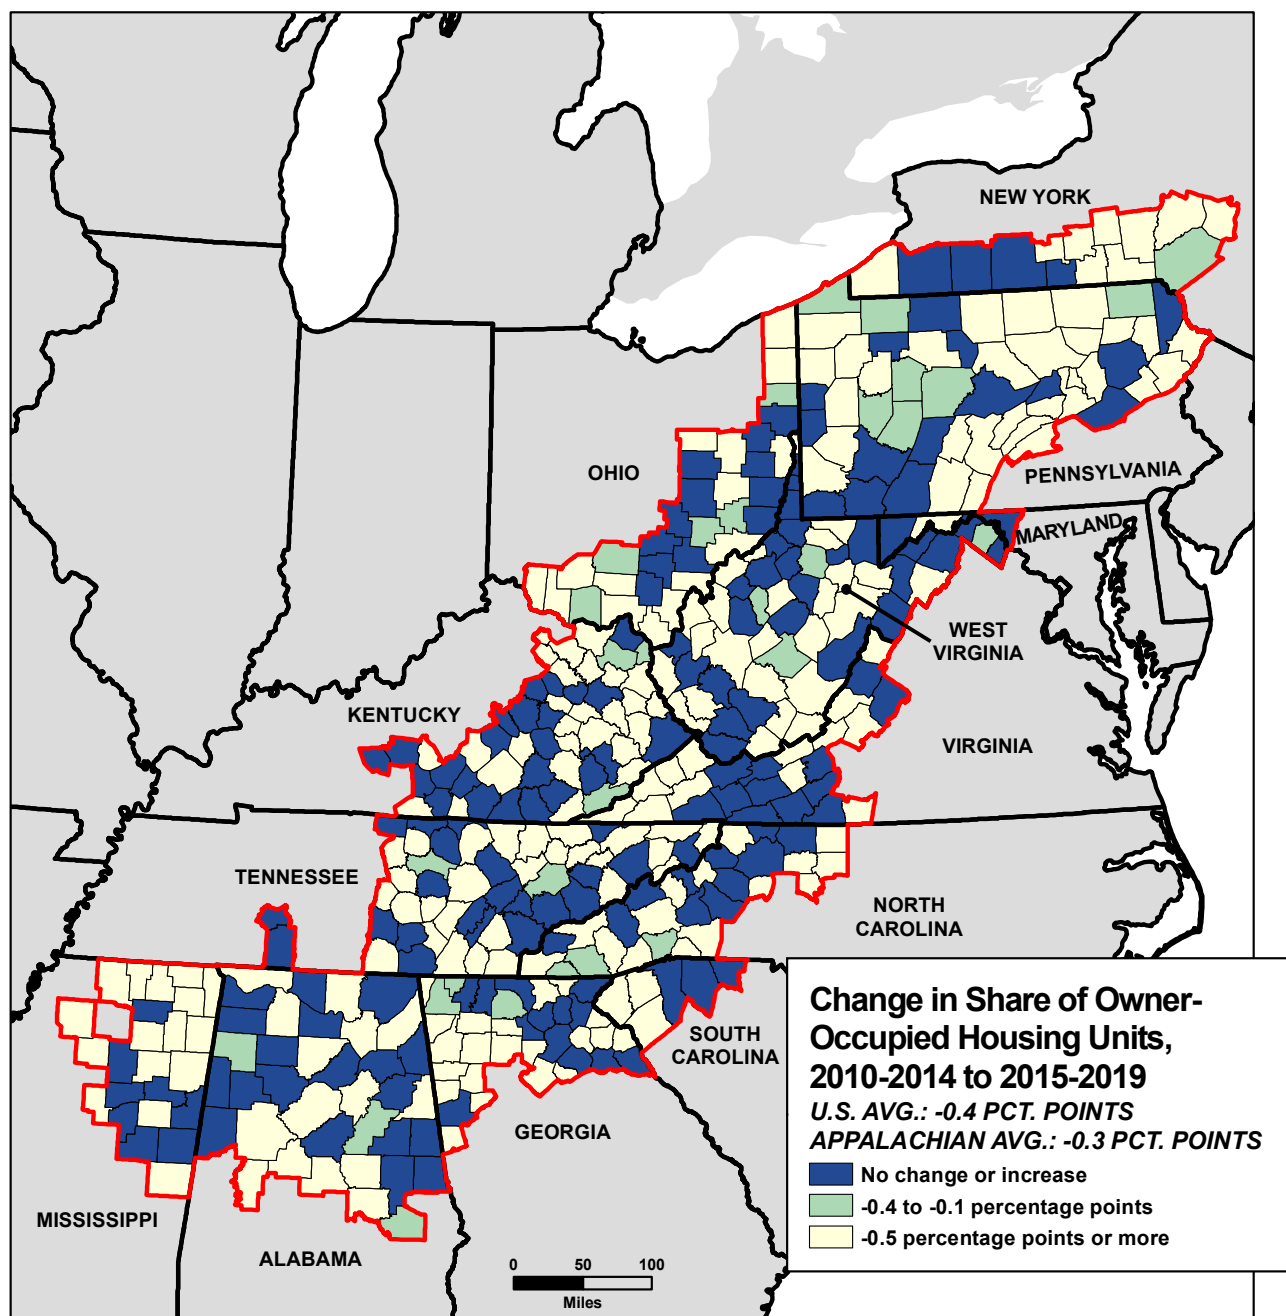 NEW YORK
OHIO
PENNSYLVANIA
MARYLAND
WEST
VIRGINIA
KENTUCKY
VIRGINIA
TENNESSEE
NORTH
CAROLINA
SOUTH
CAROLINA
GEORGIA
MISSISSIPPI
ALABAMA
0 50 100
Miles
Change in Share of Owner-
Occupied Housing Units,
2010-2014 to 2015-2019
U.S. AVG.: -0.4 PCT. POINTS
APPALACHIAN AVG.: -0.3 PCT. POINTS
No change or increase
-0.4 to -0.1 percentage points
-0.5 percentage points or more